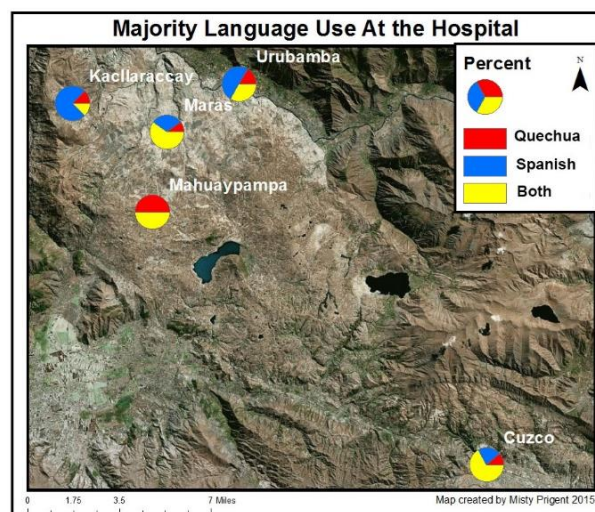 Majority Language Use At the Hospital
Urubamba
Kacllaraccay
Maras
Mahuaypampa
Cuzco
Percent
N
Quechua
Spanish
Both
0 1.75 3.5 7 Miles
Map created by Misty Prigent 2015